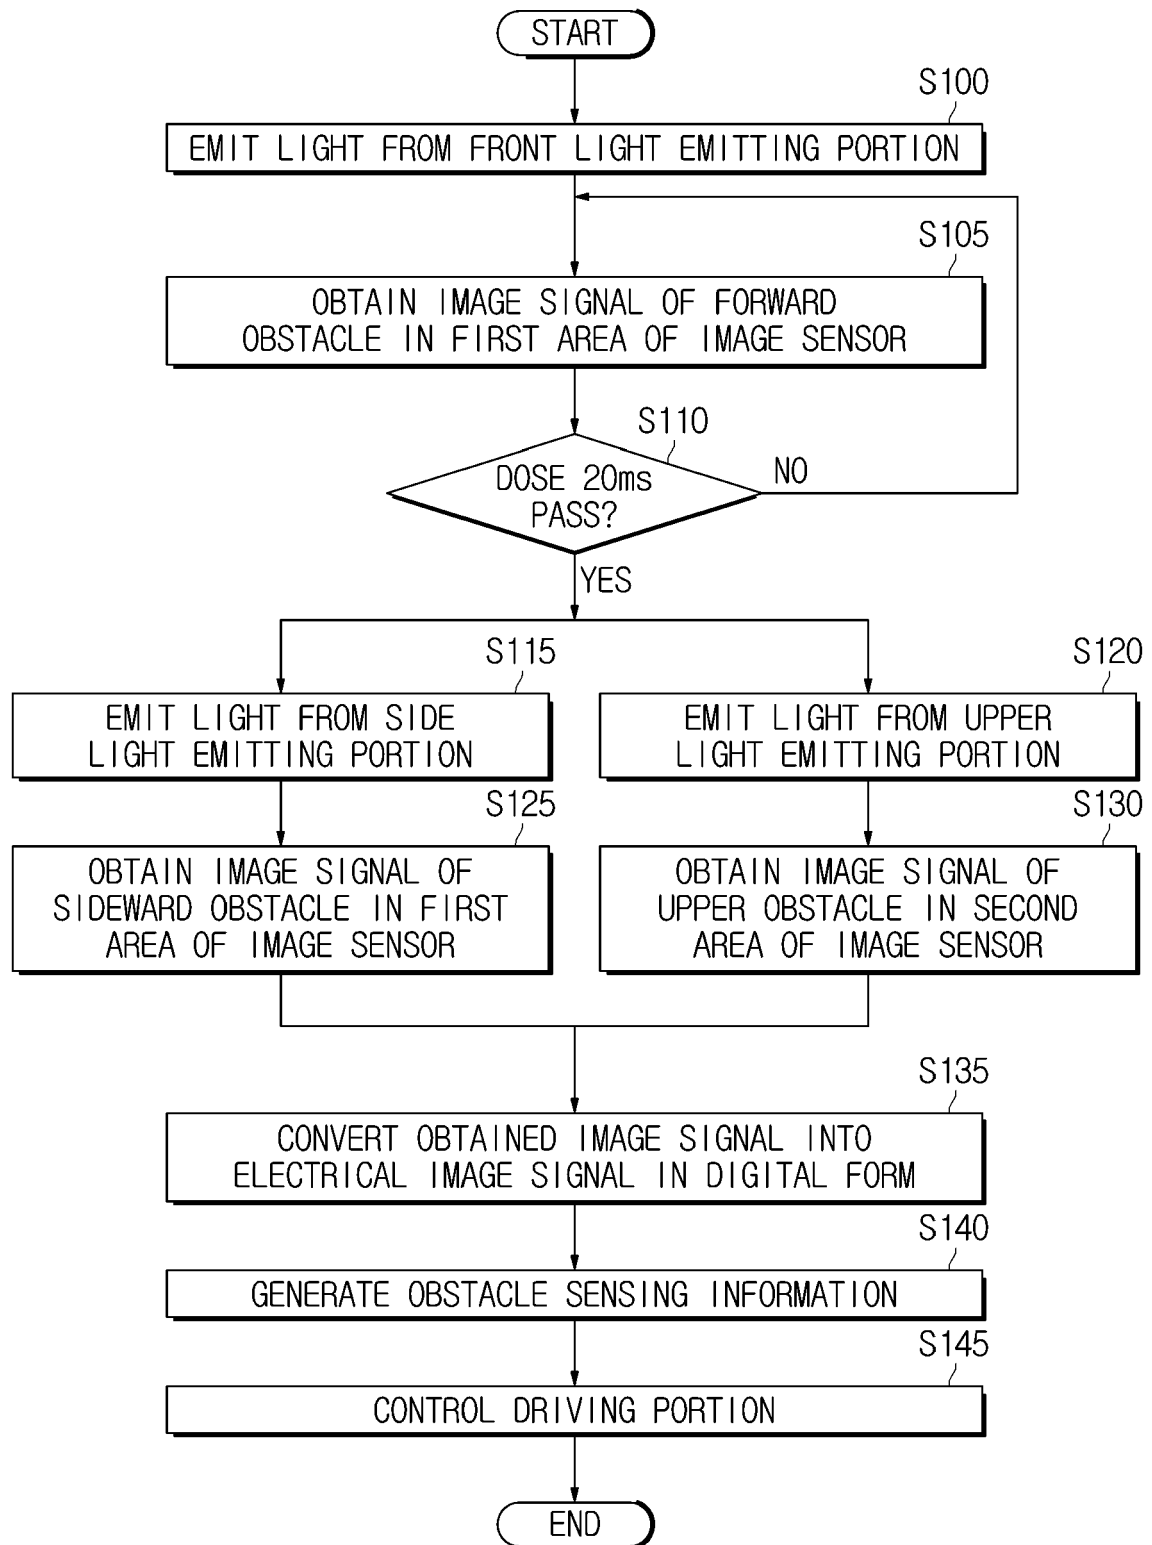 START
S100
EMIT LIGHT FROM FRONT LIGHT EMITTING PORTION
S105
OBTAIN IMAGE SIGNAL OF FORWARD
OBSTACLE IN FIRST AREA OF IMAGE SENSOR
S110
DOSE 20ms
PASS?
NO
YES
S115
EMIT LIGHT FROM SIDE
LIGHT EMITTING PORTION
S120
EMIT LIGHT FROM UPPER
LIGHT EMITTING PORTION
S125
OBTAIN IMAGE SIGNAL OF
SIDEWARD OBSTACLE IN FIRST
AREA OF IMAGE SENSOR
S130
OBTAIN IMAGE SIGNAL OF
UPPER OBSTACLE IN SECOND
AREA OF IMAGE SENSOR
S135
CONVERT OBTAINED IMAGE SIGNAL INTO
ELECTRICAL IMAGE SIGNAL IN DIGITAL FORM
S140
GENERATE OBSTACLE SENSING INFORMATION
S145
CONTROL DRIVING PORTION
END